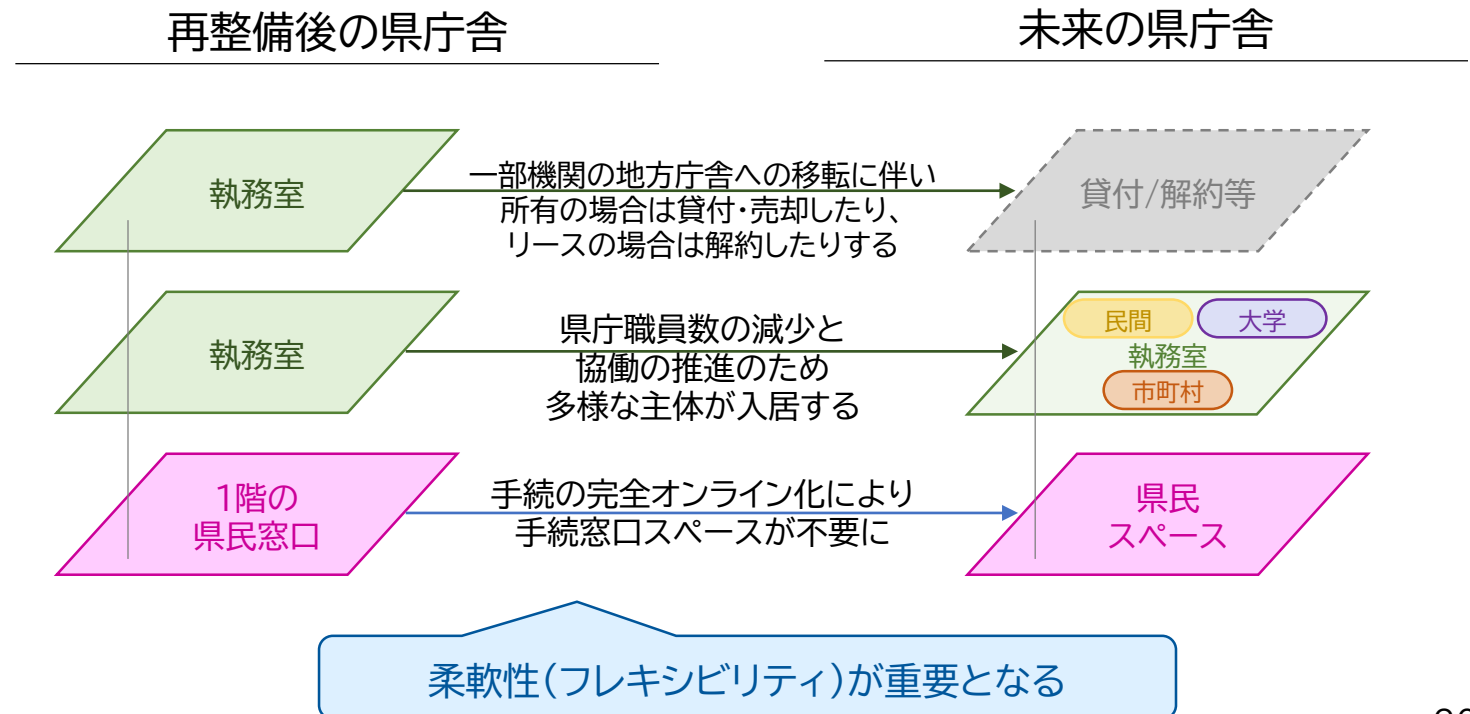 再整備後の県庁舎
未来の県庁舎
執務室
一部機関の地方庁舎への移転に伴い
所有の場合は貸付・売却したり、
リースの場合は解約したりする
貸付/解約等
執務室
県庁職員数の減少と
協働の推進のため
多様な主体が入居する
民間
大学
執務室
市町村
1階の
県民窓口
手続の完全オンライン化により
手続窓口スペースが不要に
県民
スペース
柔軟性(フレキシビリティ)が重要となる